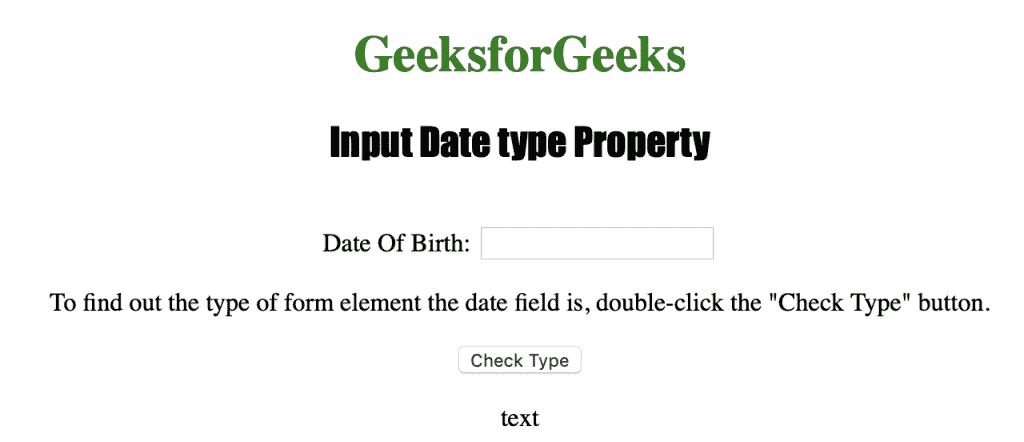 GeeksforGeeks
Input Date type Property
Date Of Birth:
To find out the type of form element the date field is, double-click the "Check Type" button.
Check Type
text